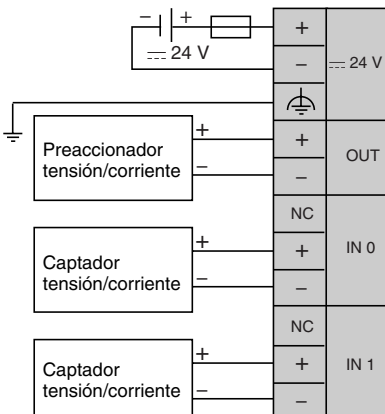 − +
⎓ 24 V
+
−
⎓ 24 V
Preaccionador
tensión/corriente
+
−
+
−
OUT
NC
Captador
tensión/corriente
+
−
+
−
IN 0
NC
Captador
tensión/corriente
+
−
+
−
IN 1